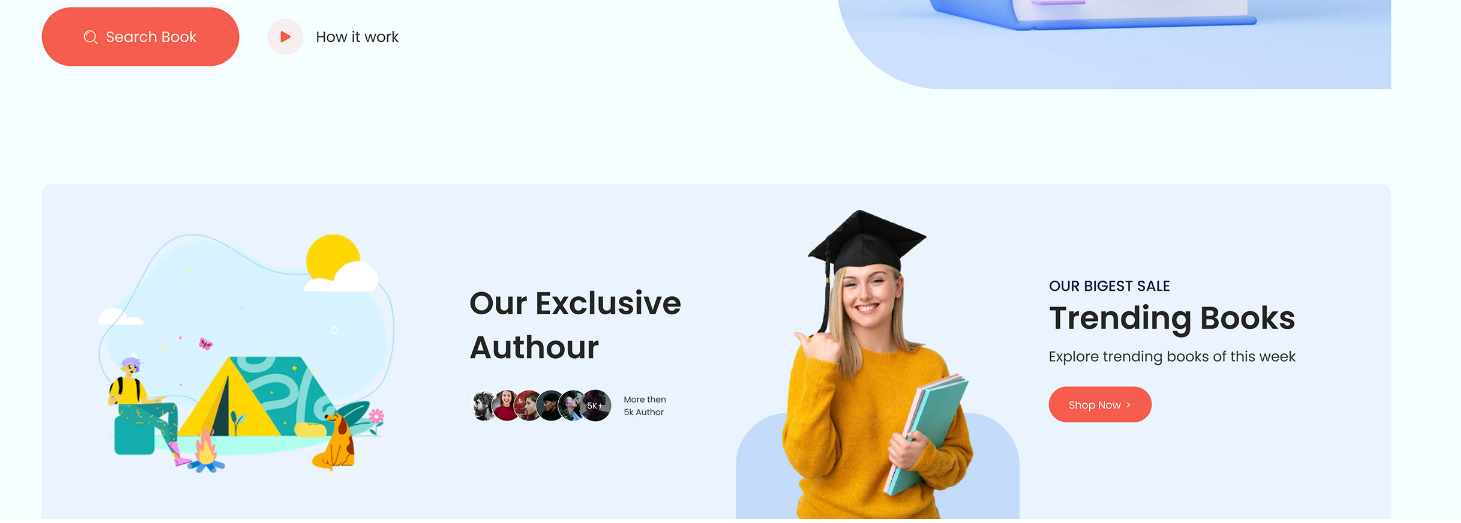 Search Book
How it work
Our Exclusive
Authour
5K+
More then
5k Author
OUR BIGEST SALE
Trending Books
Explore trending books of this week
Shop Now >